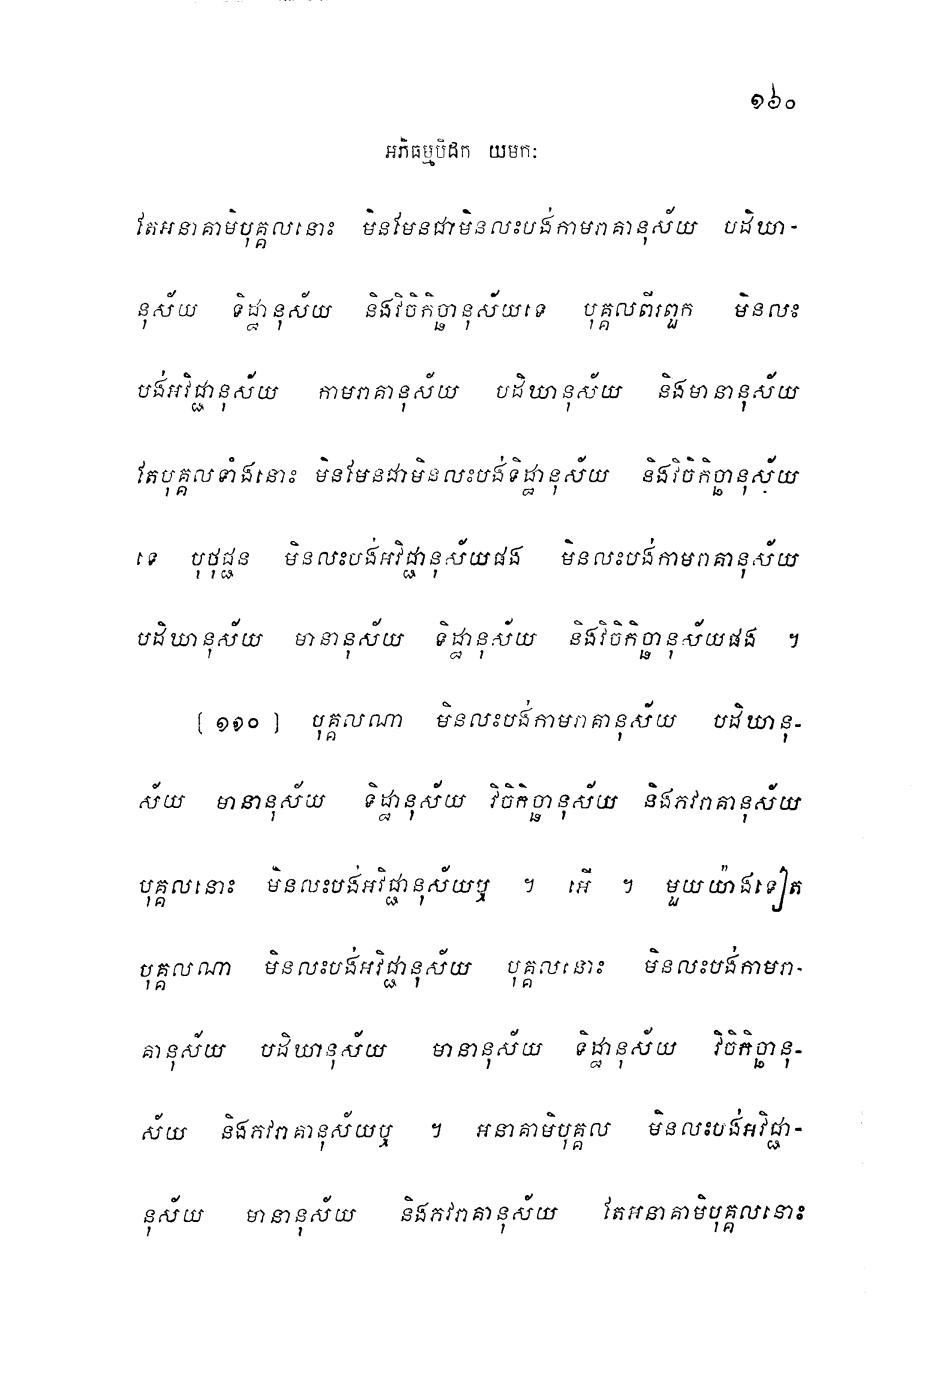 ១៦០
អភិធម្មបិដក យមក:
តែអនាគាមិបុគ្គលនោះ មិនមែនជាមិនលះបង់កាមរាគានុស័យ បដិឃា-
នុស័យ ទិដ្ឋានុស័យ និងវិចិកិច្ឆានុស័យទេ បុគ្គលពីរពួក មិនលះ
បង់អវិជ្ជានុស័យ កាមរាគានុស័យ បដិឃានុស័យ និងមានានុស័យ
តែបុគ្គលទាំងនោះ មិនមែនជាមិនលះបង់ទិដ្ឋានុស័យ និងវិចិកិច្ឆានុស័យ
ទេ បុថុជ្ជន មិនលះបង់អវិជ្ជានុស័យផង មិនលះបង់កាមរាគានុស័យ
បដិឃានុស័យ មានានុស័យ ទិដ្ឋានុស័យ និងវិចិកិច្ឆានុស័យផង ។
[ ១១០ ] បុគ្គលណា មិនលះបង់កាមរាគានុស័យ បដិឃានុ-
ស័យ មានានុស័យ ទិដ្ឋានុស័យ វិចិកិច្ឆានុស័យ និងភវរាគានុស័យ
បុគ្គលនោះ មិនលះបង់អវិជ្ជានុស័យឬ ។ អើ ។ មួយយ៉ាងទៀត
បុគ្គលណា មិនលះបង់អវិជ្ជានុស័យ បុគ្គលនោះ មិនលះបង់កាមរា-
គានុស័យ បដិឃានុស័យ មានានុស័យ ទិដ្ឋានុស័យ វិចិកិច្ឆានុ-
ស័យ និងភវរាគានុស័យឬ ។ អនាគាមិបុគ្គល មិនលះបង់អវិជ្ជា-
នុស័យ មានានុស័យ និងភវរាគានុស័យ តែអនាគាមិបុគ្គលនោះ